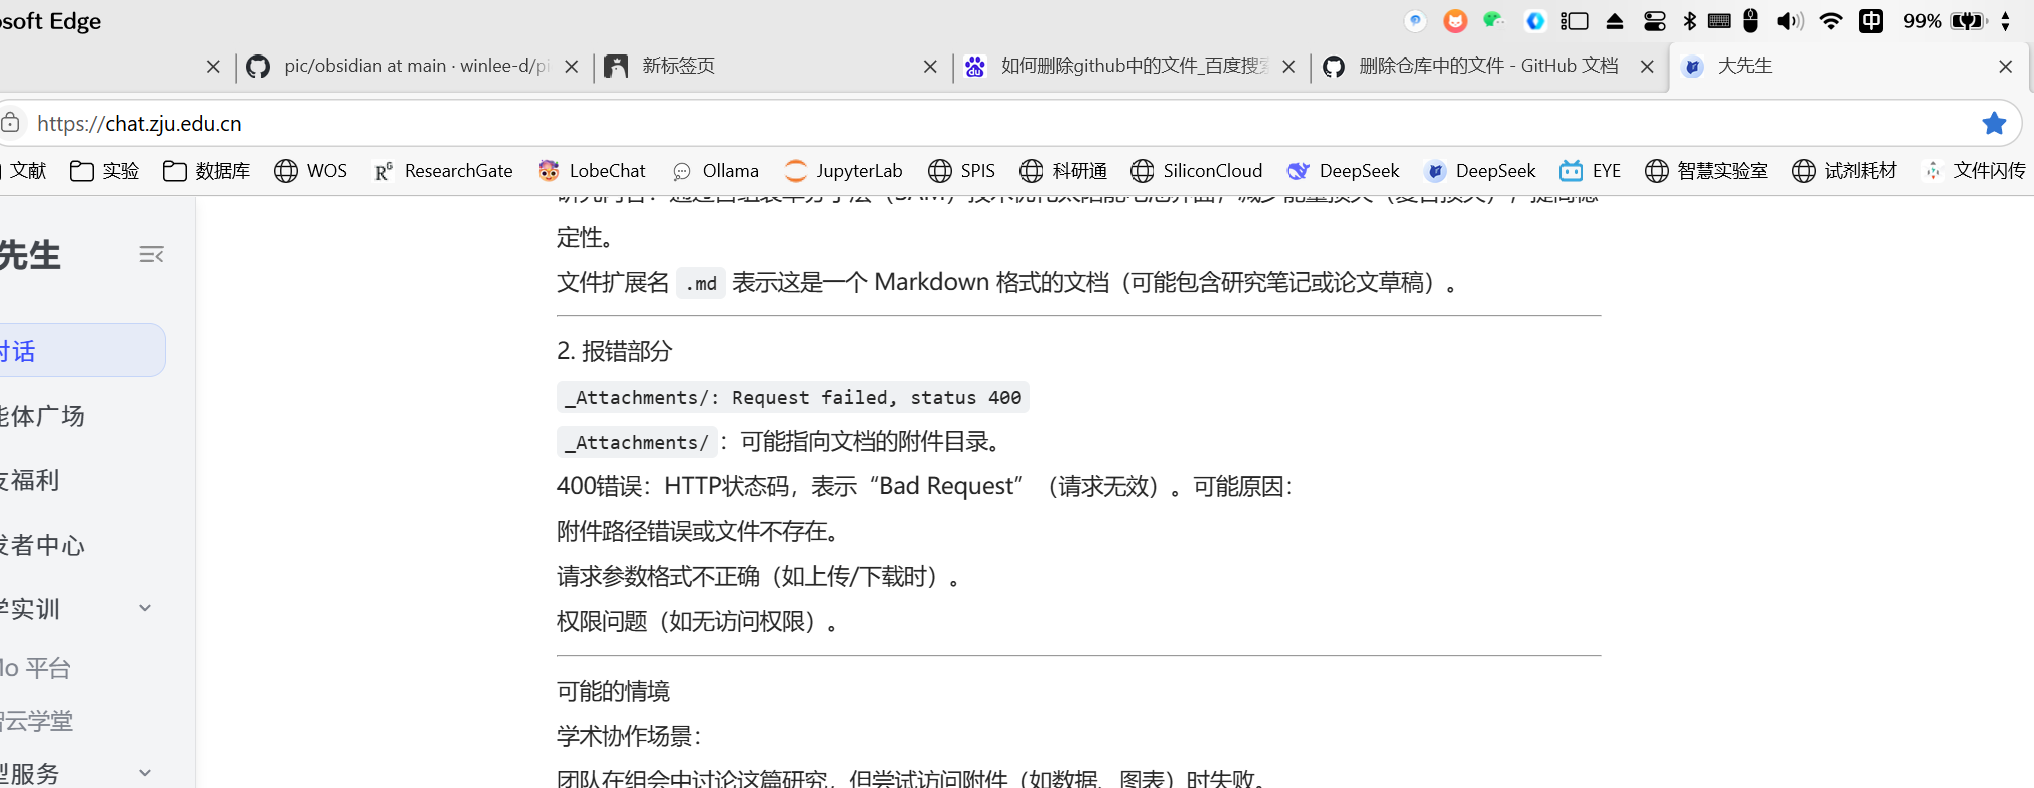 osoft Edge
中 99%
pic/obsidian at main · winlee-d/pi
新标签页
如何删除github中的文件_百度搜索
删除仓库中的文件 - GitHub 文档
大先生
https://chat.zju.edu.cn
文献 实验 数据库 WOS ResearchGate LobeChat Ollama JupyterLab SPIS 科研通 SiliconCloud DeepSeek DeepSeek EYE 智慧实验室 试剂耗材 文件闪传
先生
对话
能体广场
友福利
发者中心
学实训
Mo 平台
智云学堂
型服务
定性。
文件扩展名 .md 表示这是一个 Markdown 格式的文档（可能包含研究笔记或论文草稿）。
2. 报错部分
_Attachments/: Request failed, status 400
_Attachments/ ：可能指向文档的附件目录。
400错误：HTTP状态码，表示“Bad Request”（请求无效）。可能原因：
附件路径错误或文件不存在。
请求参数格式不正确（如上传/下载时）。
权限问题（如无访问权限）。
可能的情境
学术协作场景：
团队在组会中讨论这篇研究，但尝试访问附件（如数据、图表）时失败。